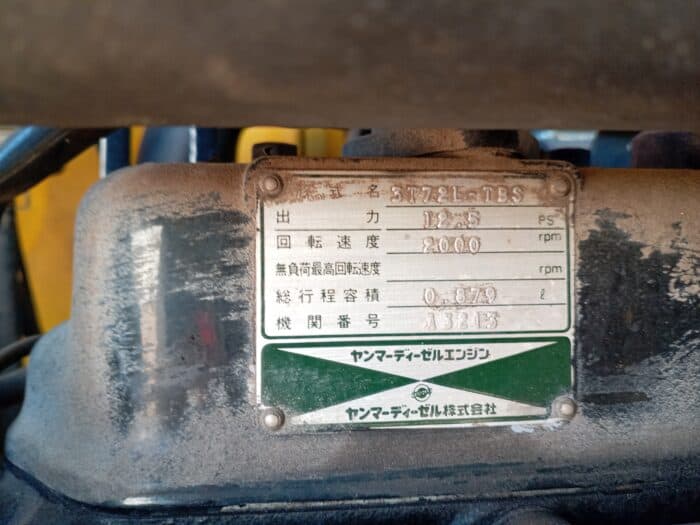 式名 3T72L-TBS
出力 12.5 PS
回転速度 2000 rpm
無負荷最高回転速度 rpm
総行程容積 0.879 ℓ
機関番号
ヤンマーディーゼルエンジン
ヤンマーディーゼル株式会社